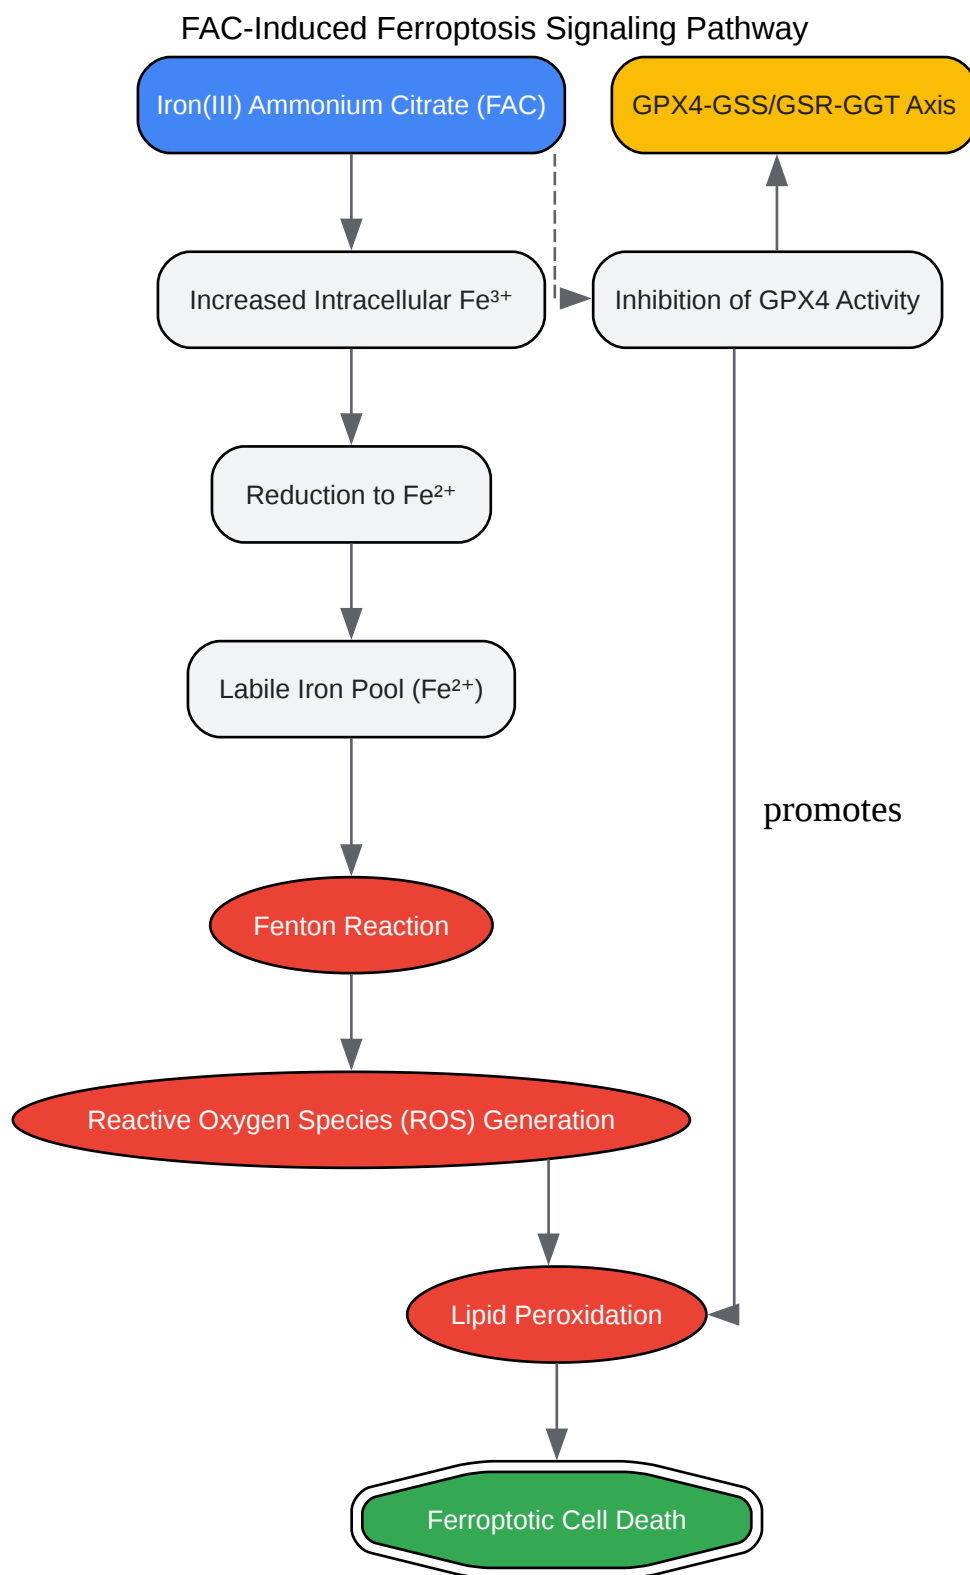 FAC-Induced Ferroptosis Signaling Pathway
Iron(III) Ammonium Citrate (FAC)
GPX4-GSS/GSR-GGT Axis
Increased Intracellular Fe³⁺
Inhibition of GPX4 Activity
Reduction to Fe²⁺
Labile Iron Pool (Fe²⁺)
promotes
Fenton Reaction
Reactive Oxygen Species (ROS) Generation
Lipid Peroxidation
Ferroptotic Cell Death